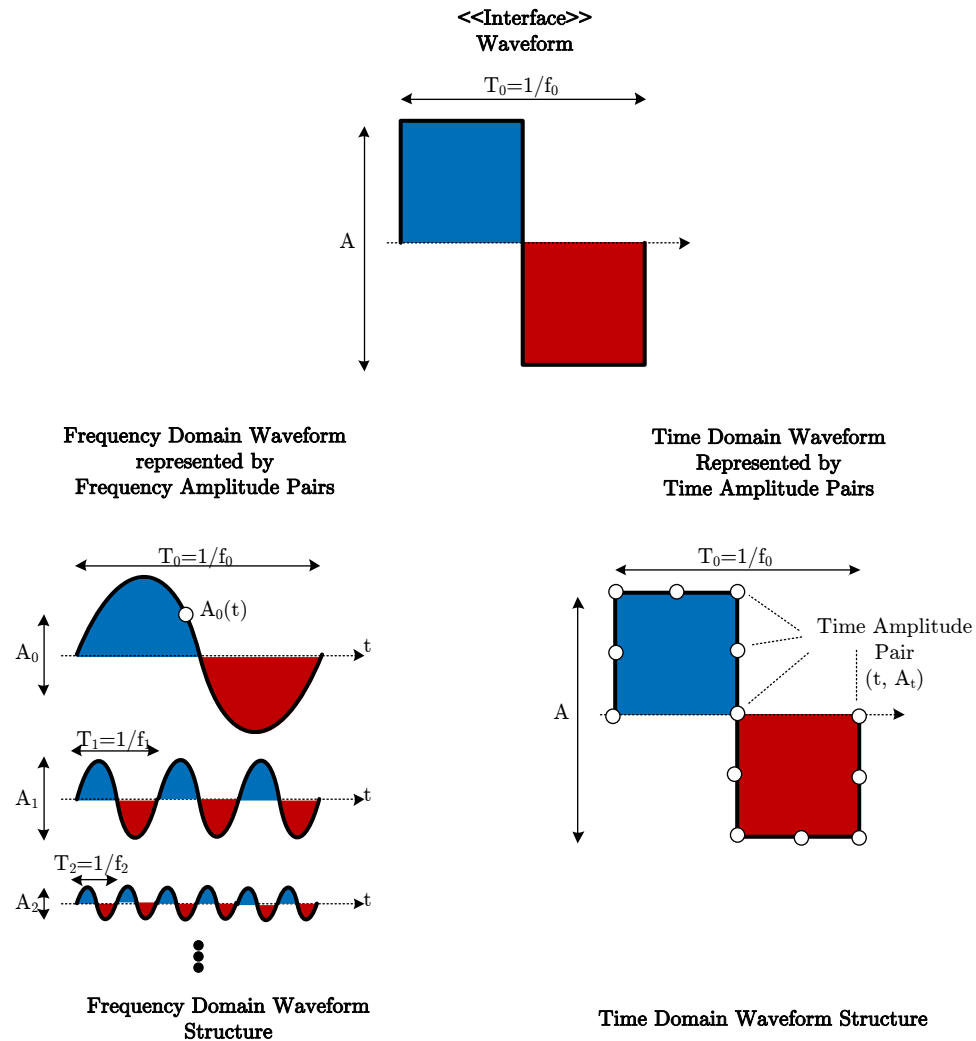 <<Interface>>
Waveform
T₀=1/f₀
A
Frequency Domain Waveform
represented by
Frequency Amplitude Pairs
T₀=1/f₀
A₀(t)
A₀
t
T₁=1/f₁
A₁
t
T₂=1/f₂
A₂
t
Frequency Domain Waveform
Structure
Time Domain Waveform
Represented by
Time Amplitude Pairs
T₀=1/f₀
Time Amplitude
Pair
(t, Aₜ)
A
Time Domain Waveform Structure